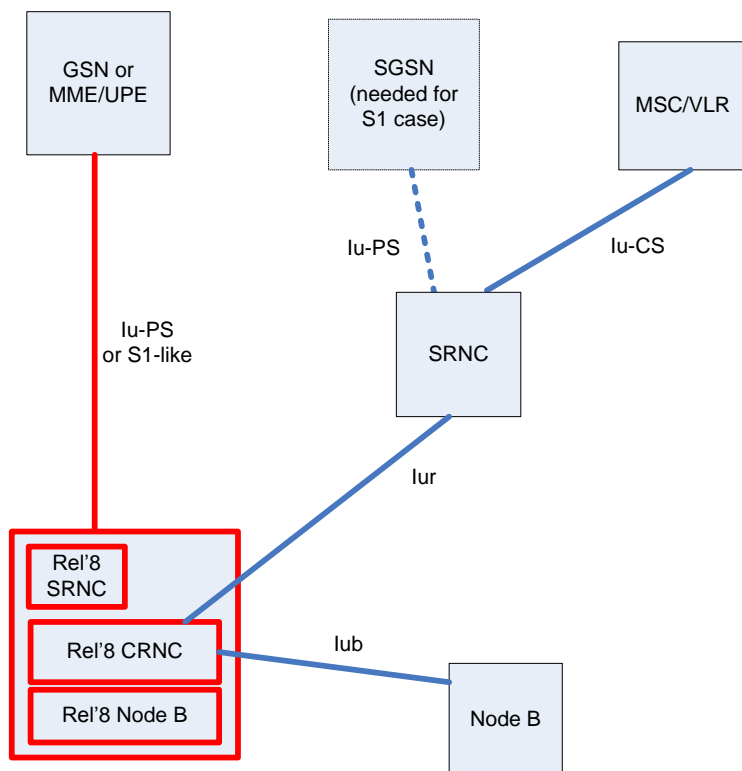 GSN or
MME/UPE
SGSN
(needed for
S1 case)
MSC/VLR
Iu-PS
Iu-CS
Iu-PS
or S1-like
SRNC
Iur
Rel’8
SRNC
Rel’8 CRNC
Iub
Rel’8 Node B
Node B